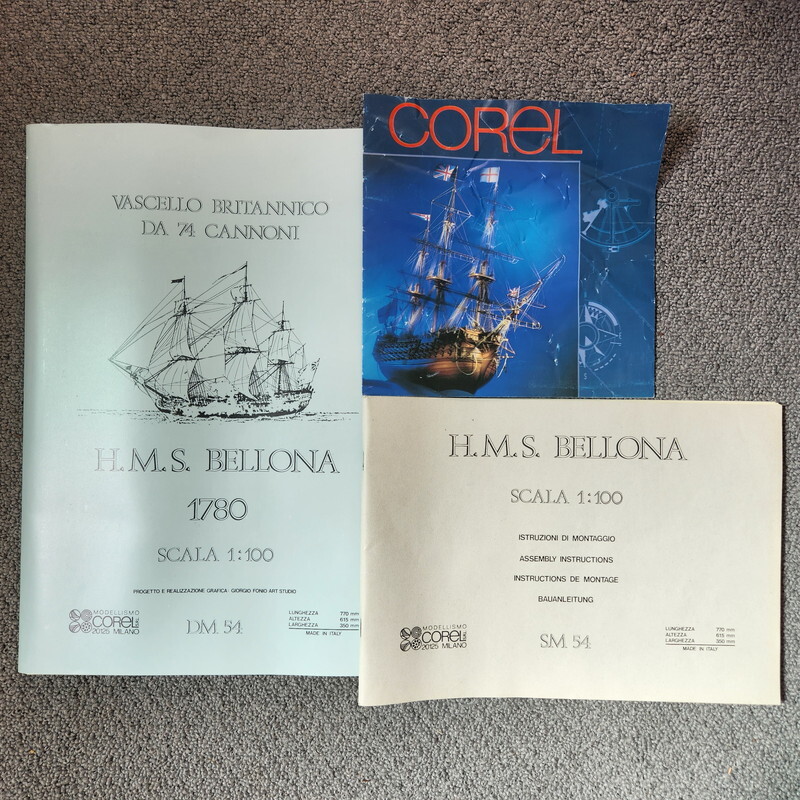 VASCELLO BRITANNICO
DA 74 CANNONI
H.M.S. BELLONA
1780
SCALA 1:100
PROGETTO E REALIZZAZIONE GRAFICA: GIORGIO FONIO ART STUDIO
MODELLISMO
COREL
20125 MILANO
DM 54
LUNGHEZZA 770 mm
ALTEZZA 615 mm
LARGHEZZA 350 mm
MADE IN ITALY
COREL
H.M.S. BELLONA
SCALA 1:100
ISTRUZIONI DI MONTAGGIO
ASSEMBLY INSTRUCTIONS
INSTRUCTIONS DE MONTAGE
BAUANLEITUNG
MODELLISMO
COREL
20125 MILANO
SM 54
LUNGHEZZA 770 mm
ALTEZZA 615 mm
LARGHEZZA 350 mm
MADE IN ITALY